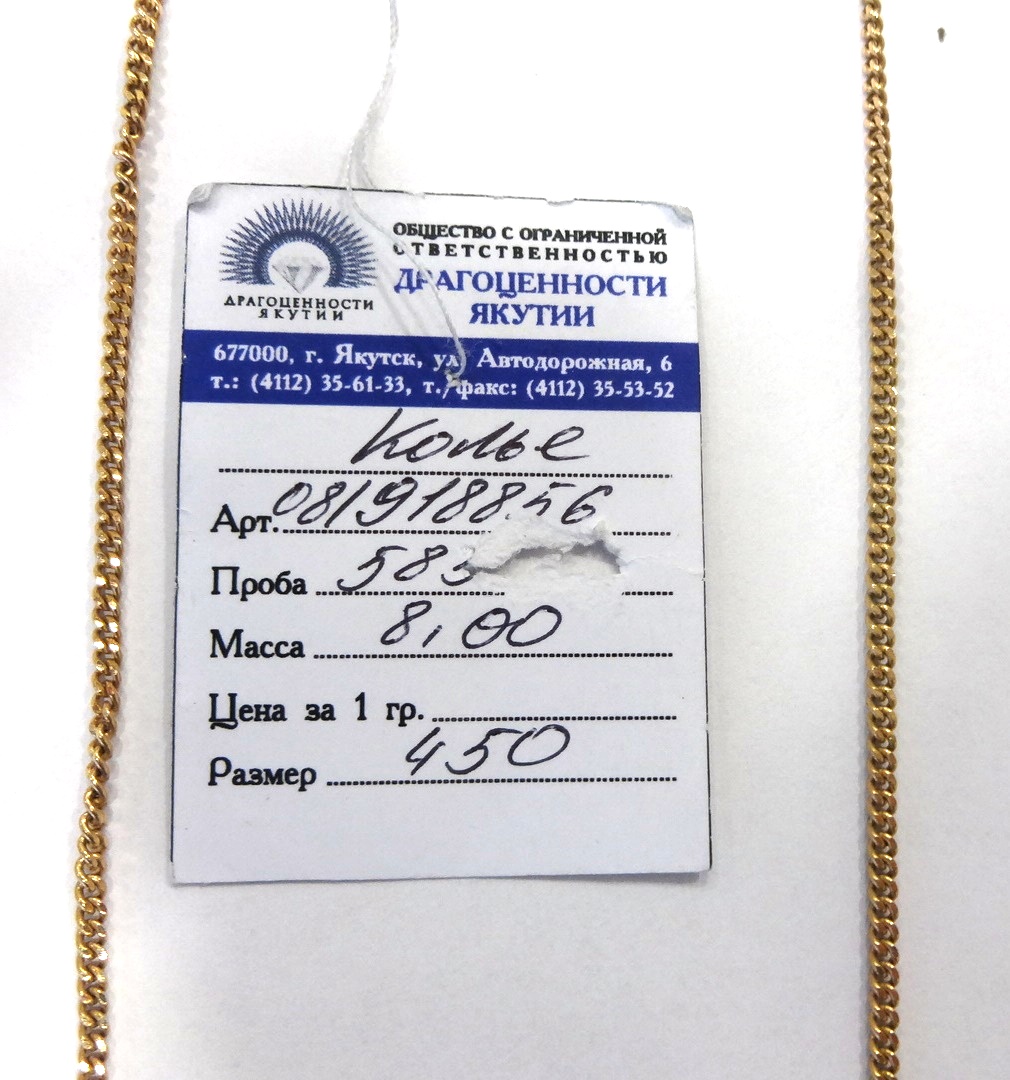 ДРАГОЦЕННОСТИ
ЯКУТИИ
ОБЩЕСТВО С ОГРАНИЧЕННОЙ
ОТВЕТСТВЕННОСТЬЮ
ДРАГОЦЕННОСТИ
ЯКУТИИ
677000, г. Якутск, ул. Автодорожная, 6
т.: (4112) 35-61-33, т./факс: (4112) 35-53-52
Колье
Арт. 081918856
Проба 583
Масса 8,00
Цена за 1 гр.
Размер 450